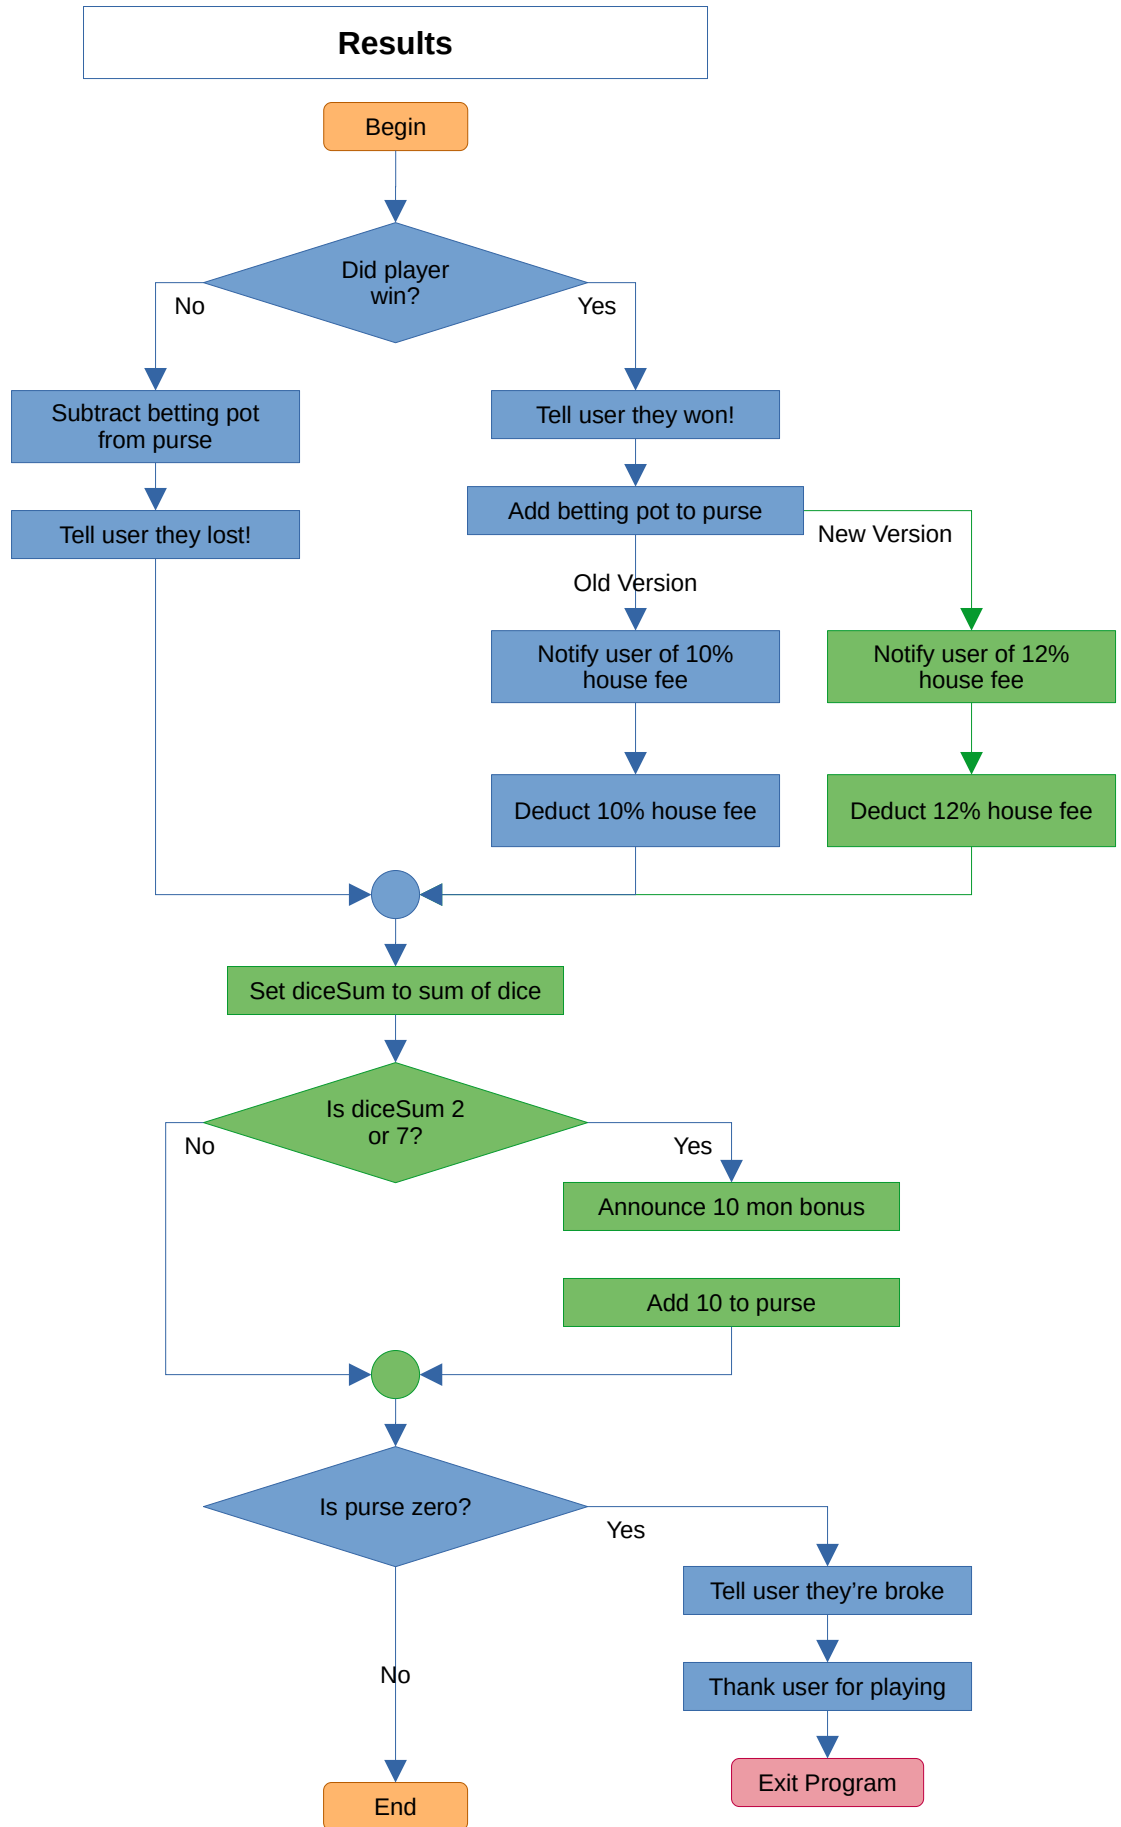 Results
Begin
Did player
win?
No
Yes
Subtract betting pot
from purse
Tell user they won!
Add betting pot to purse
Tell user they lost!
New Version
Old Version
Notify user of 10%
house fee
Notify user of 12%
house fee
Deduct 10% house fee
Deduct 12% house fee
Set diceSum to sum of dice
Is diceSum 2
or 7?
No
Yes
Announce 10 mon bonus
Add 10 to purse
Is purse zero?
Yes
Tell user they’re broke
No
Thank user for playing
Exit Program
End